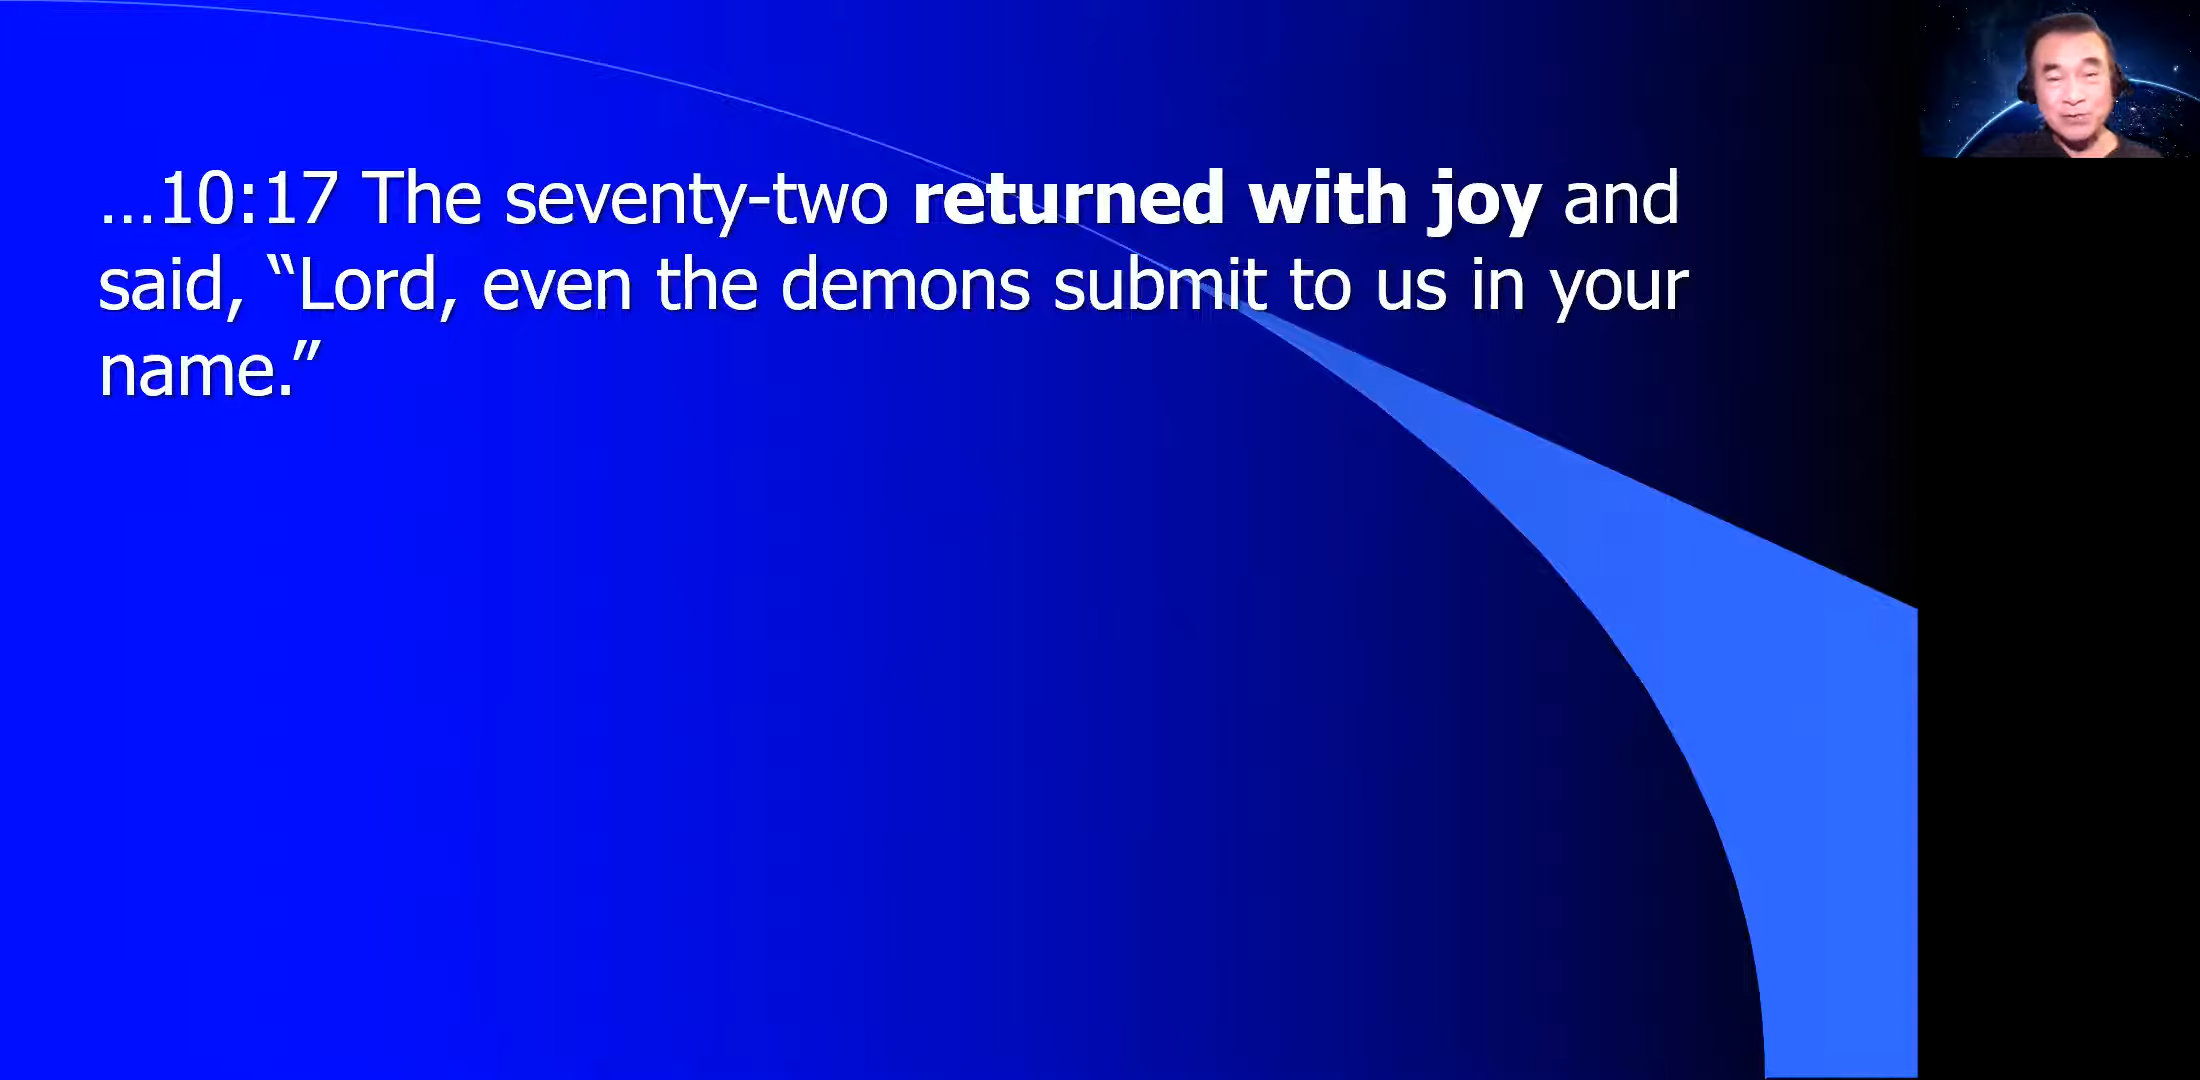 …10:17 The seventy-two returned with joy and
said, “Lord, even the demons submit to us in your
name.”